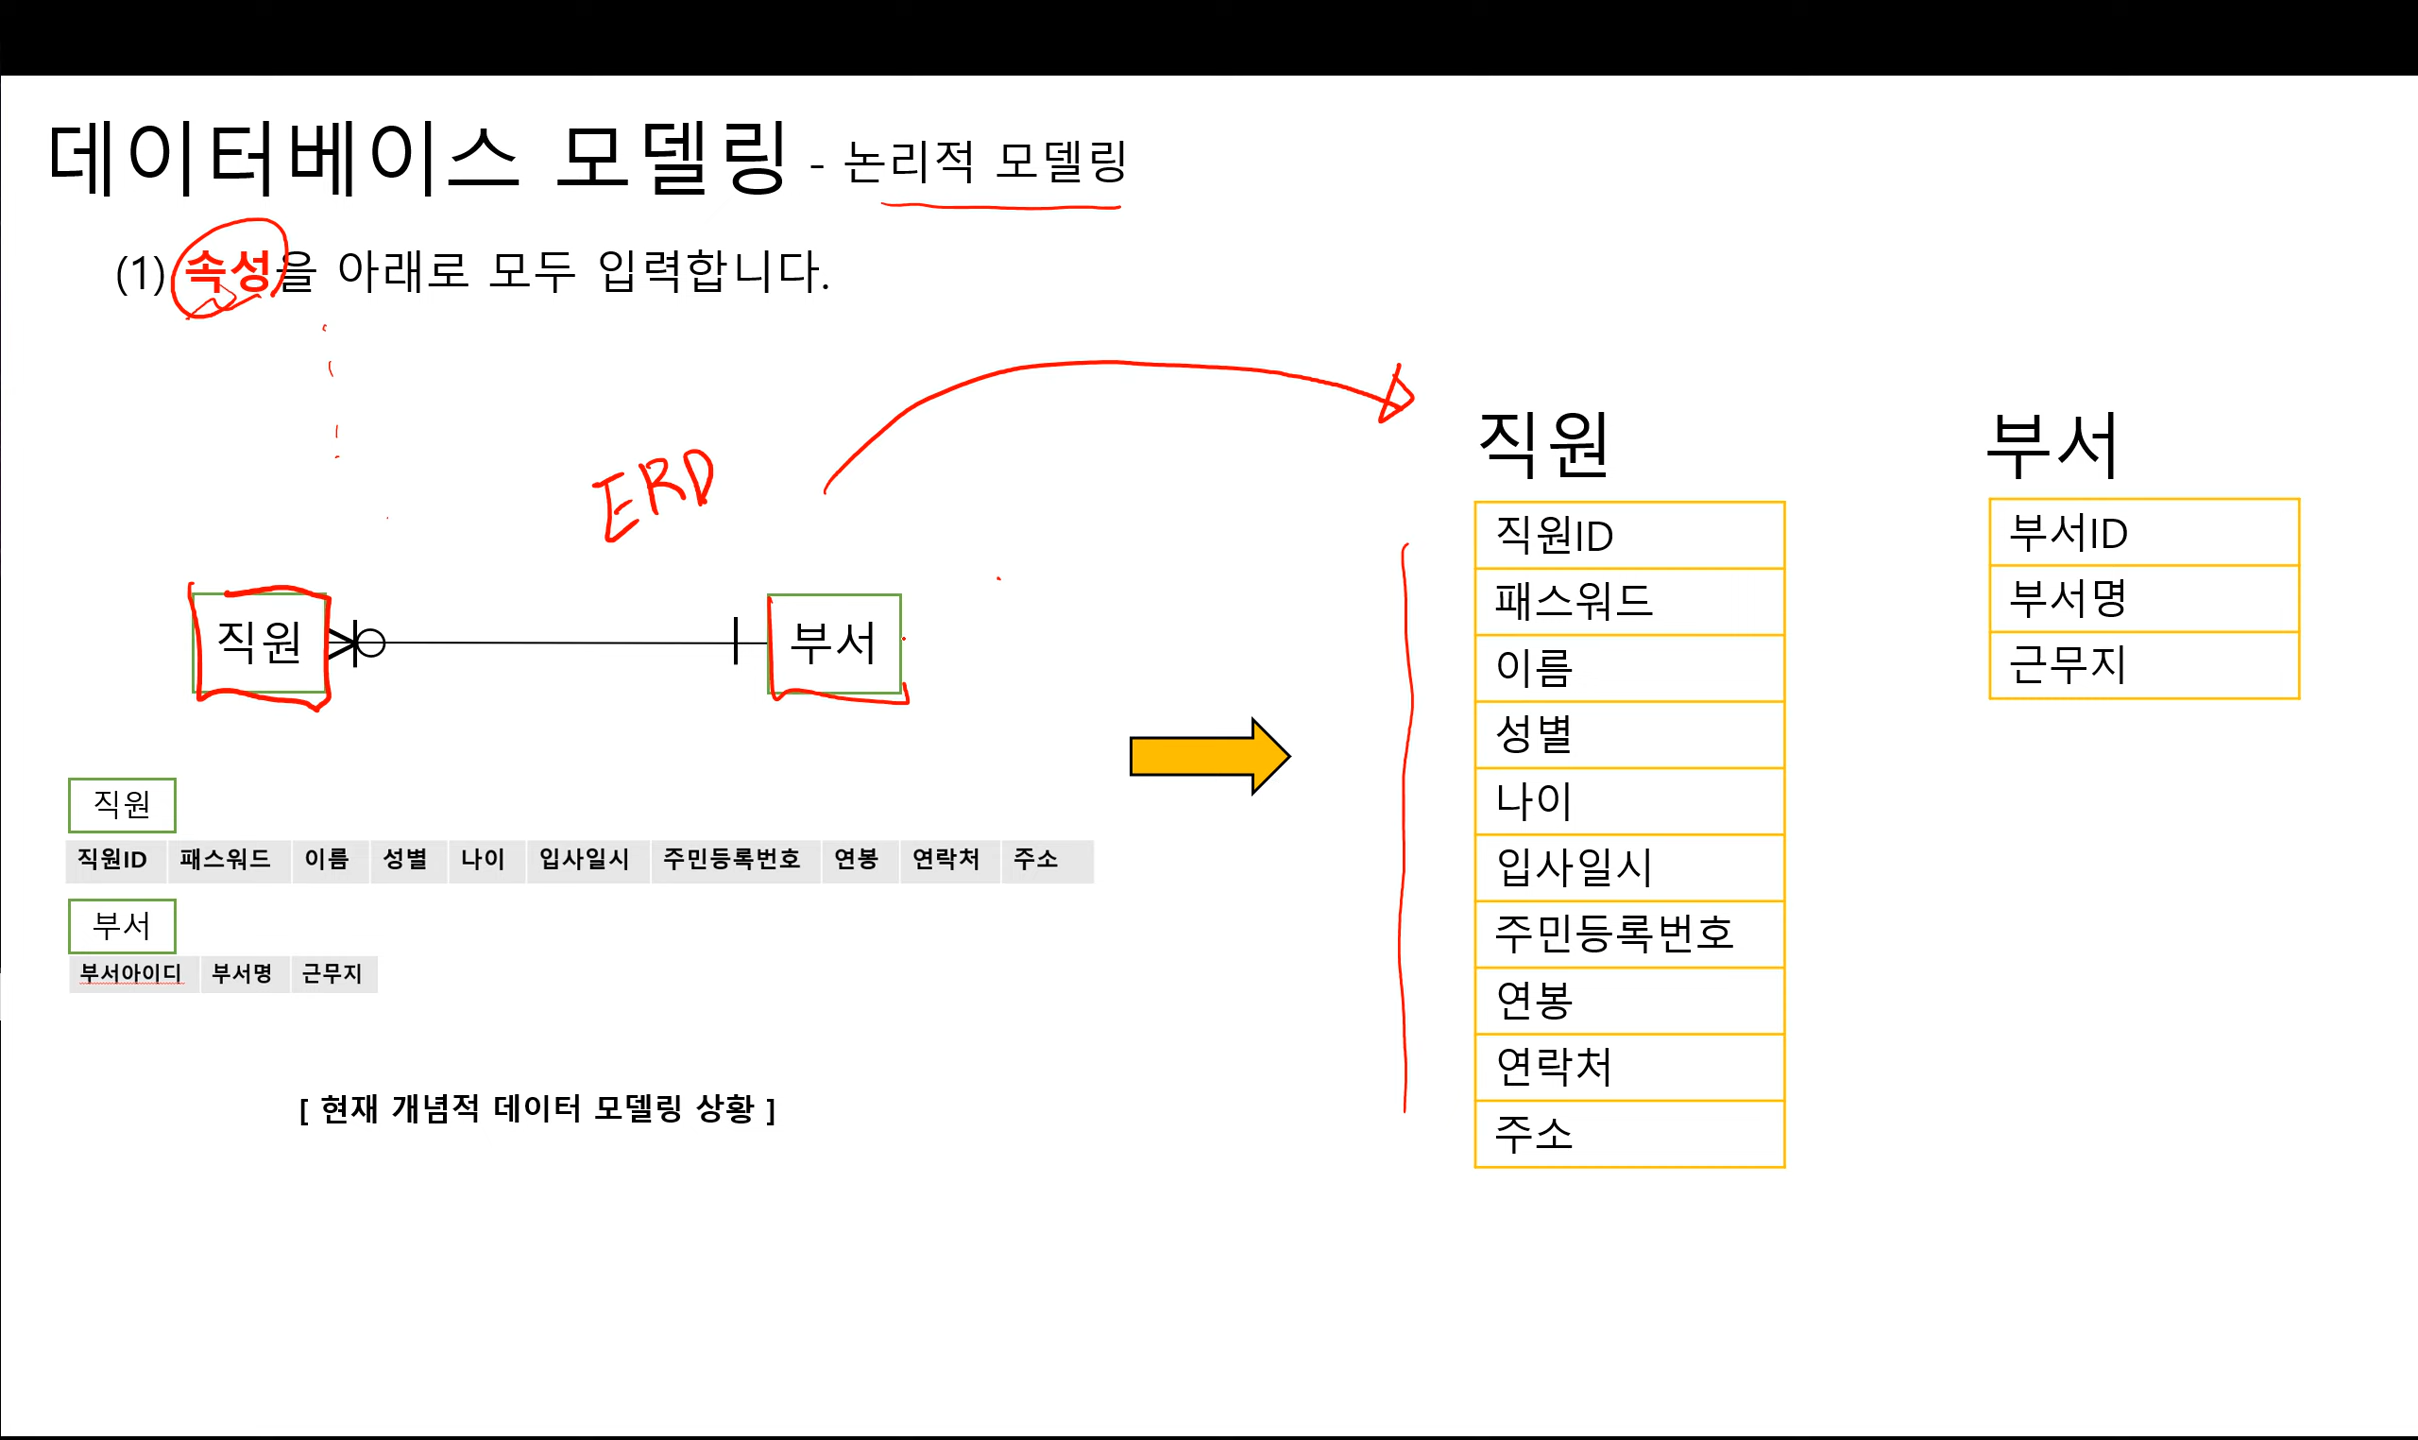 데이터베이스 모델링 - 논리적 모델링
(1) 속성을 아래로 모두 입력합니다.
ERD
직원
부서
직원
직원ID 패스워드 이름 성별 나이 입사일시 주민등록번호 연봉 연락처 주소
부서
부서아이디 부서명 근무지
[ 현재 개념적 데이터 모델링 상황 ]
직원
직원ID
패스워드
이름
성별
나이
입사일시
주민등록번호
연봉
연락처
주소
부서
부서ID
부서명
근무지